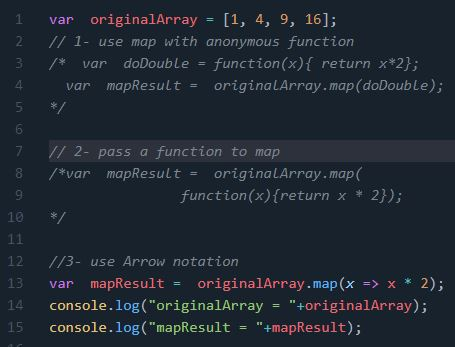 1 var originalArray = [1, 4, 9, 16];
2 // 1- use map with anonymous function
3 /* var doDouble = function(x){ return x*2};
4 var mapResult = originalArray.map(doDouble);
5 */
6
7 // 2- pass a function to map
8 /*var mapResult = originalArray.map(
9 function(x){return x * 2});
10 */
11
12 //3- use Arrow notation
13 var mapResult = originalArray.map(x => x * 2);
14 console.log("originalArray = "+originalArray);
15 console.log("mapResult = "+mapResult);